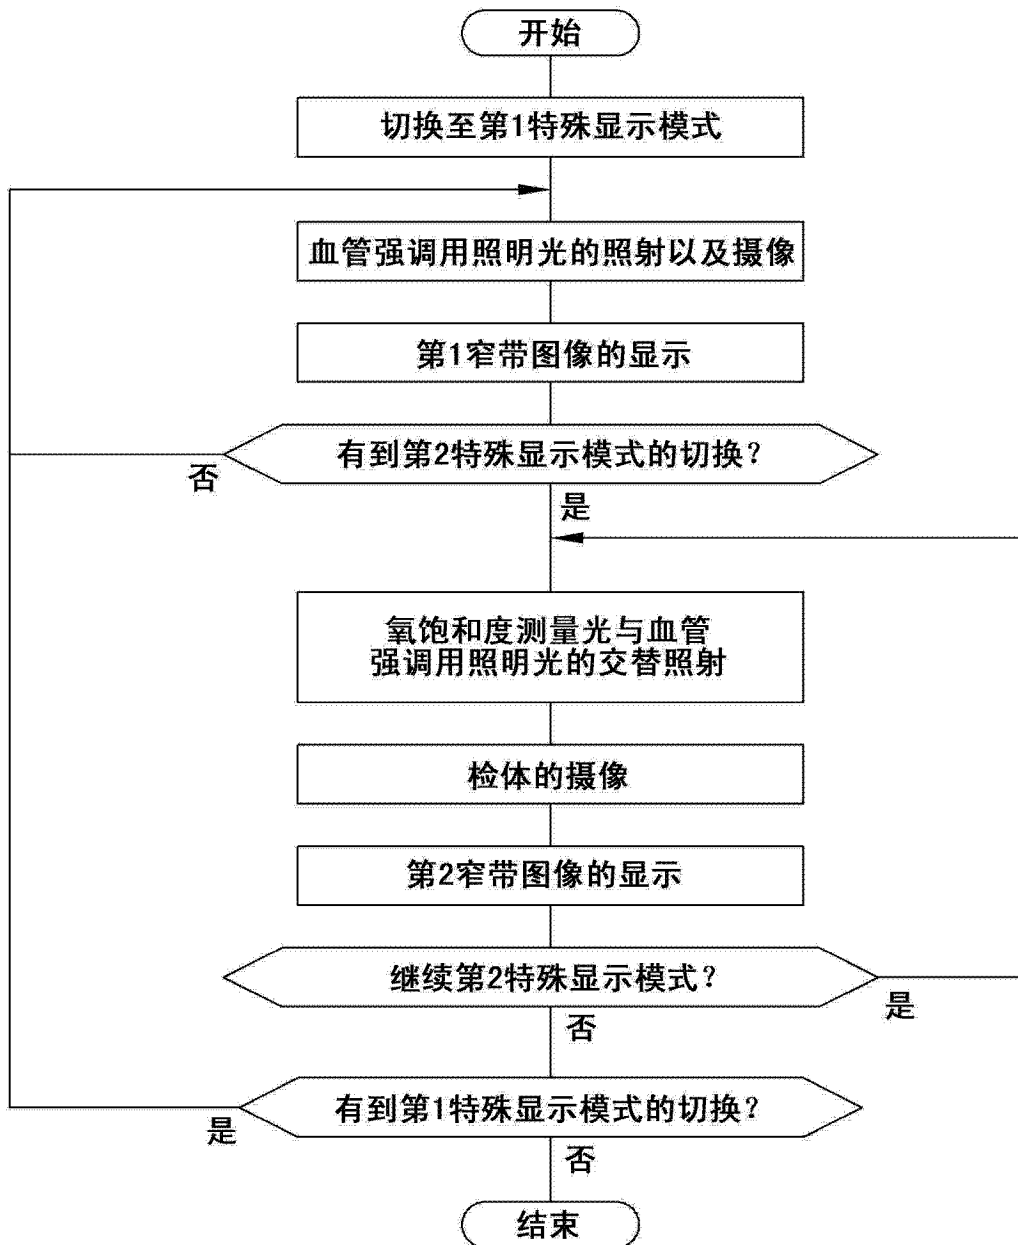 开始
切换至第1特殊显示模式
血管强调用照明光的照射以及摄像
第1窄带图像的显示
有到第2特殊显示模式的切换？
否
是
氧饱和度测量光与血管
强调用照明光的交替照射
检体的摄像
第2窄带图像的显示
继续第2特殊显示模式？
是
否
有到第1特殊显示模式的切换？
是
否
结束